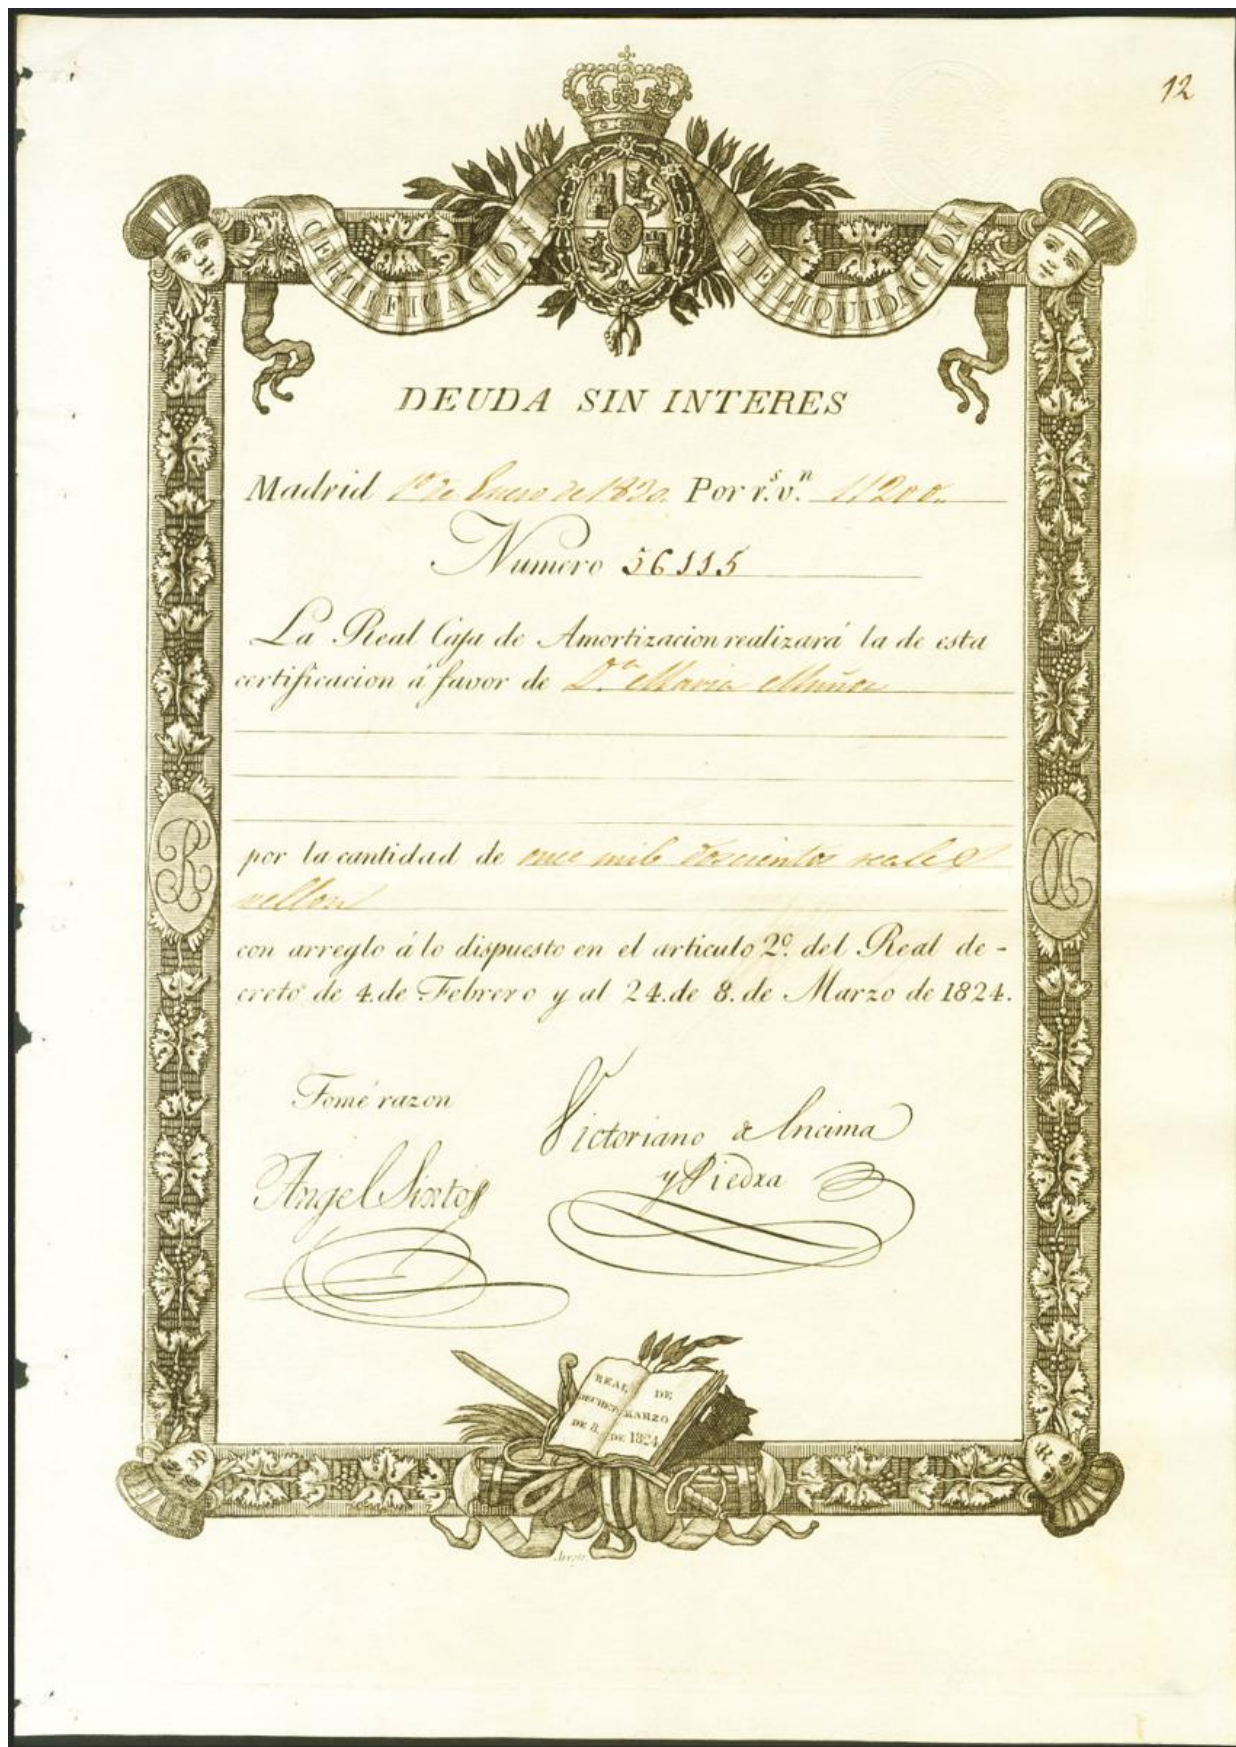 12
CERTIFICACION DE LIQUIDACION
DEUDA SIN INTERES
Madrid 1º de Enero de 1830. Por r.s v.n 11200..
Numero 56115
La Real Caja de Amortizacion realizará la de esta
certificacion á favor de D.a Maria Muñoz
por la cantidad de once mil doscientos reales
vellon
con arreglo á lo dispuesto en el articulo 2º. del Real de-
creto de 4. de Febrero y al 24. de 8. de Marzo de 1824.
Tomé razon
Victoriano de Encima
y Piedra
Angel Sixtos
REAL DE
DECRETO MARZO
DE 8. DE 1824